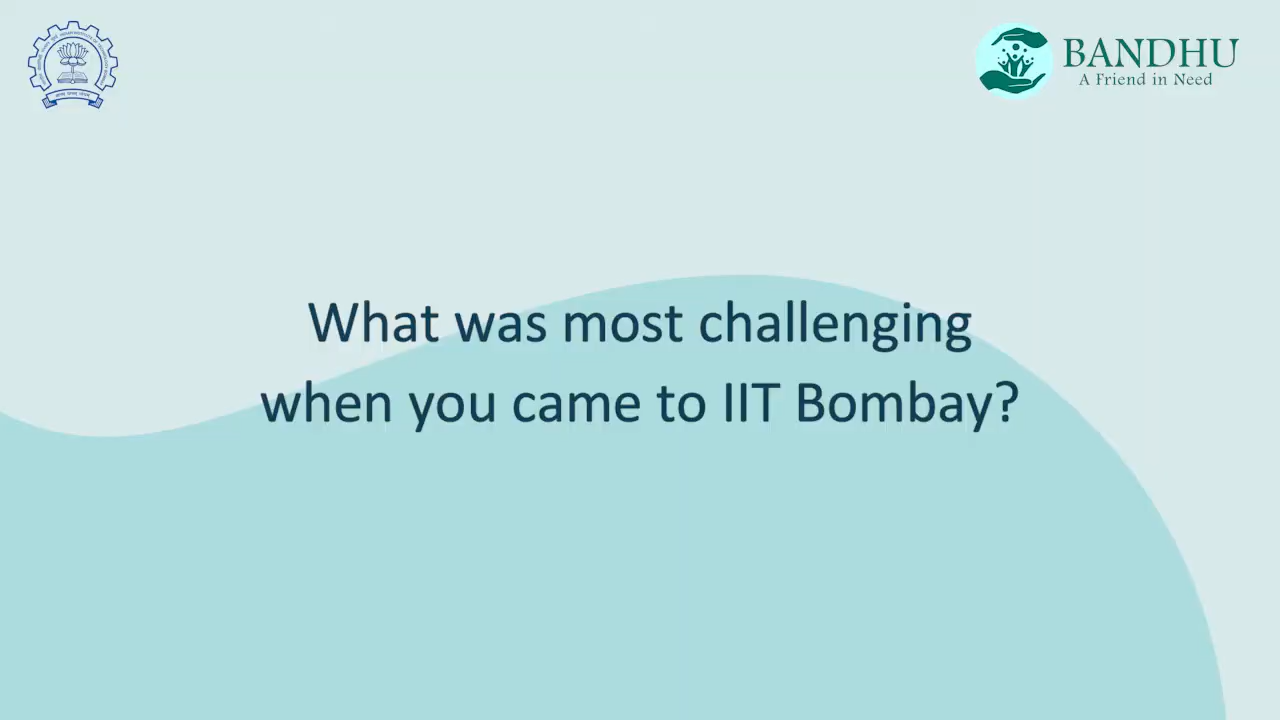 BANDHU
A Friend in Need
What was most challenging
when you came to IIT Bombay?